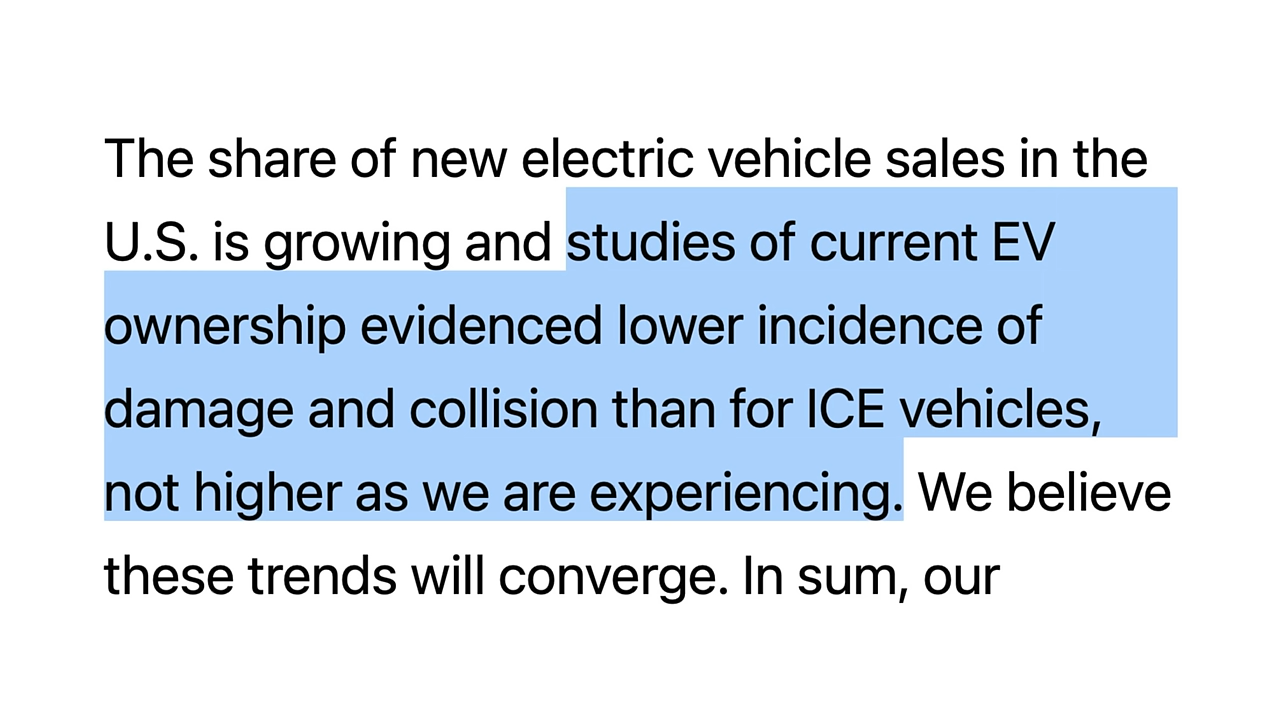 The share of new electric vehicle sales in the
U.S. is growing and studies of current EV
ownership evidenced lower incidence of
damage and collision than for ICE vehicles,
not higher as we are experiencing. We believe
these trends will converge. In sum, our